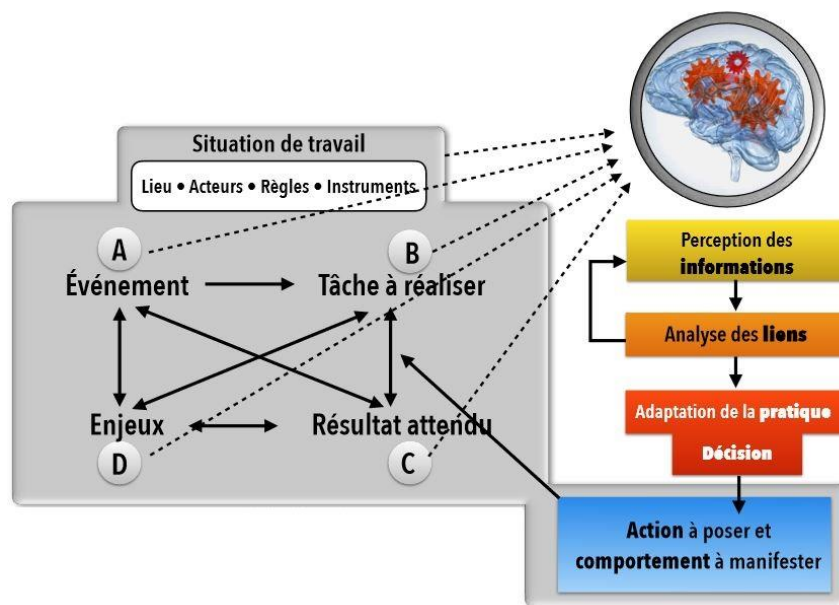 Situation de travail
Lieu • Acteurs • Règles • Instruments
A
B
Événement
Tâche à réaliser
Enjeux
Résultat attendu
D
C
Perception des
informations
Analyse des liens
Adaptation de la pratique
Décision
Action à poser et
comportement à manifester